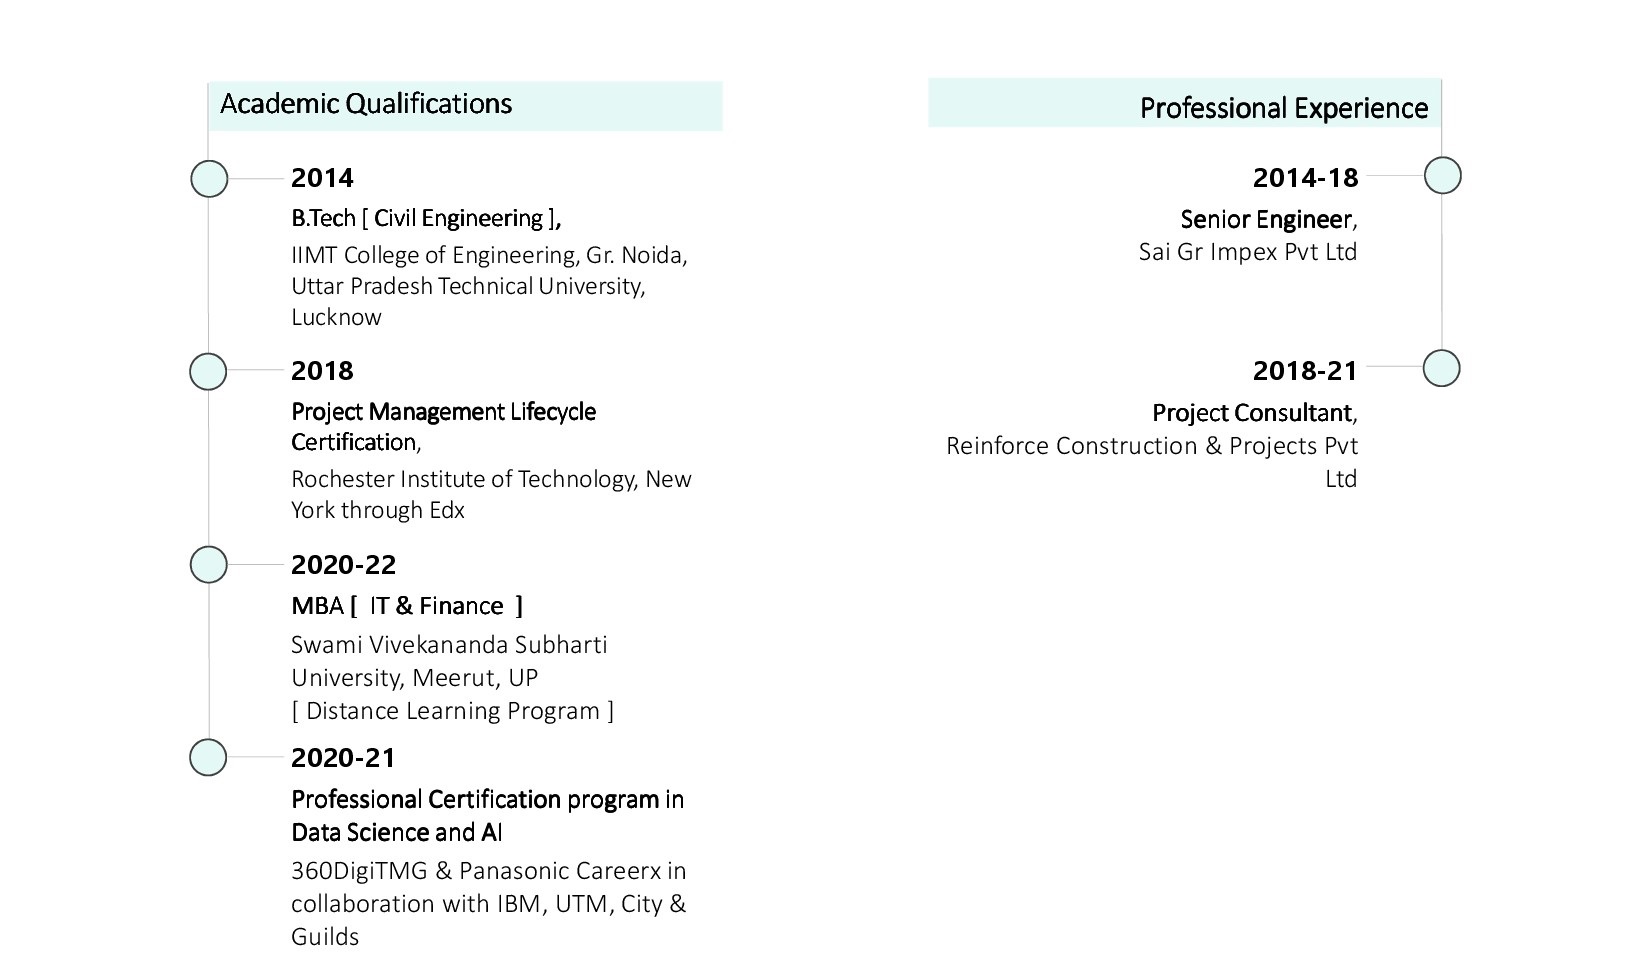 Academic Qualifications
2014
B.Tech [ Civil Engineering ],
IIMT College of Engineering, Gr. Noida,
Uttar Pradesh Technical University,
Lucknow
2018
Project Management Lifecycle
Certification,
Rochester Institute of Technology, New
York through Edx
2020-22
MBA [  IT & Finance  ]
Swami Vivekananda Subharti
University, Meerut, UP
[ Distance Learning Program ]
2020-21
Professional Certification program in
Data Science and AI
360DigiTMG & Panasonic Careerx in
collaboration with IBM, UTM, City &
Guilds
Professional Experience
2014-18
Senior Engineer,
Sai Gr Impex Pvt Ltd
2018-21
Project Consultant,
Reinforce Construction & Projects Pvt
Ltd